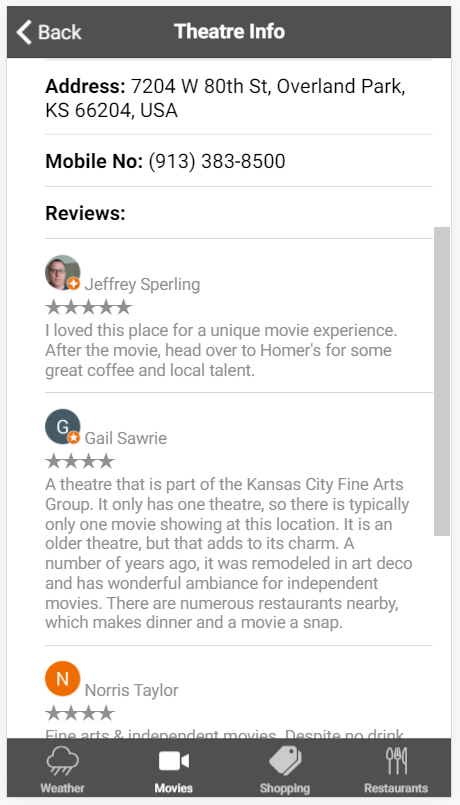 Back
Theatre Info
Address: 7204 W 80th St, Overland Park,
KS 66204, USA
Mobile No: (913) 383-8500
Reviews:
Jeffrey Sperling
★★★★★
I loved this place for a unique movie experience.
After the movie, head over to Homer's for some
great coffee and local talent.
G
Gail Sawrie
★★★★
A theatre that is part of the Kansas City Fine Arts
Group. It only has one theatre, so there is typically
only one movie showing at this location. It is an
older theatre, but that adds to its charm. A
number of years ago, it was remodeled in art deco
and has wonderful ambiance for independent
movies. There are numerous restaurants nearby,
which makes dinner and a movie a snap.
N
Norris Taylor
★★★★
Fine arts & independent movies. Despite no drink
Weather
Movies
Shopping
Restaurants